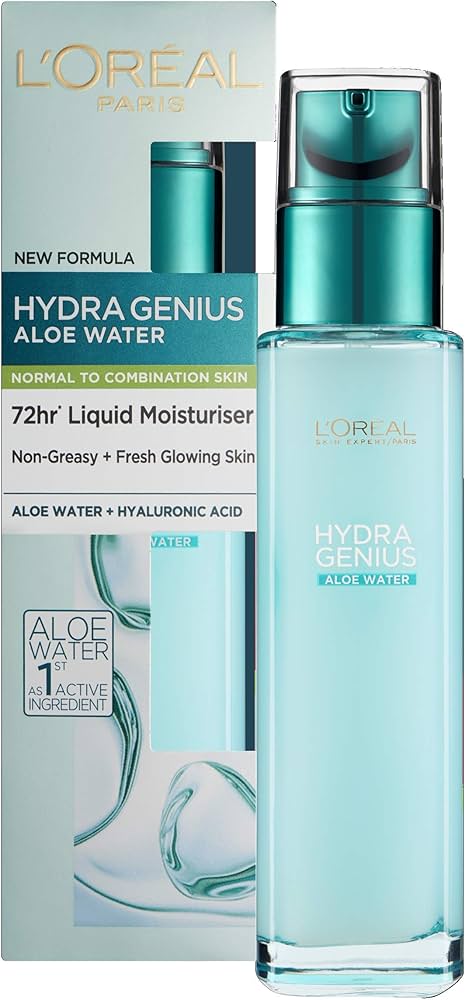 L'ORÉAL
PARIS
NEW FORMULA
HYDRA GENIUS
ALOE WATER
NORMAL TO COMBINATION SKIN
72hr* Liquid Moisturiser
Non-Greasy + Fresh Glowing Skin
ALOE WATER + HYALURONIC ACID
WATER
ALOE
WATER
AS 1ST ACTIVE
INGREDIENT
L'ORÉAL
SKIN EXPERT/PARIS
HYDRA
GENIUS
ALOE WATER